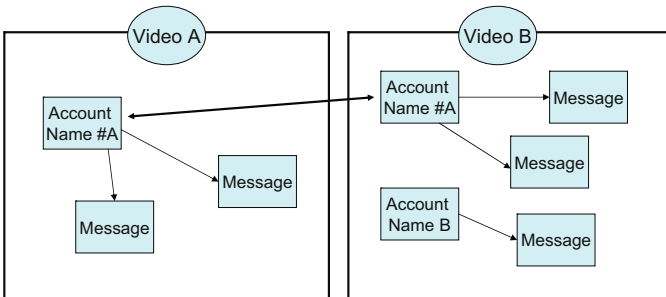 Video A
Account
Name #A
Message
Message
Video B
Account
Name #A
Message
Message
Account
Name B
Message